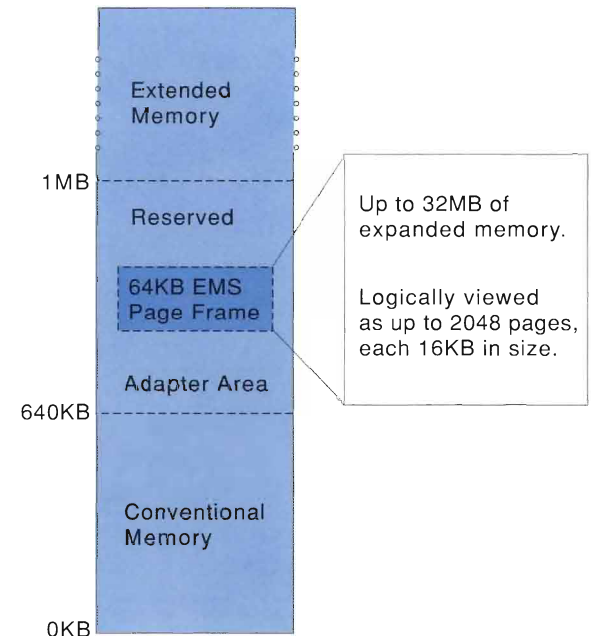 Extended
Memory
1MB
Reserved
64KB EMS
Page Frame
Adapter Area
640KB
Conventional
Memory
0KB
Up to 32MB of
expanded memory.
Logically viewed
as up to 2048 pages,
each 16KB in size.